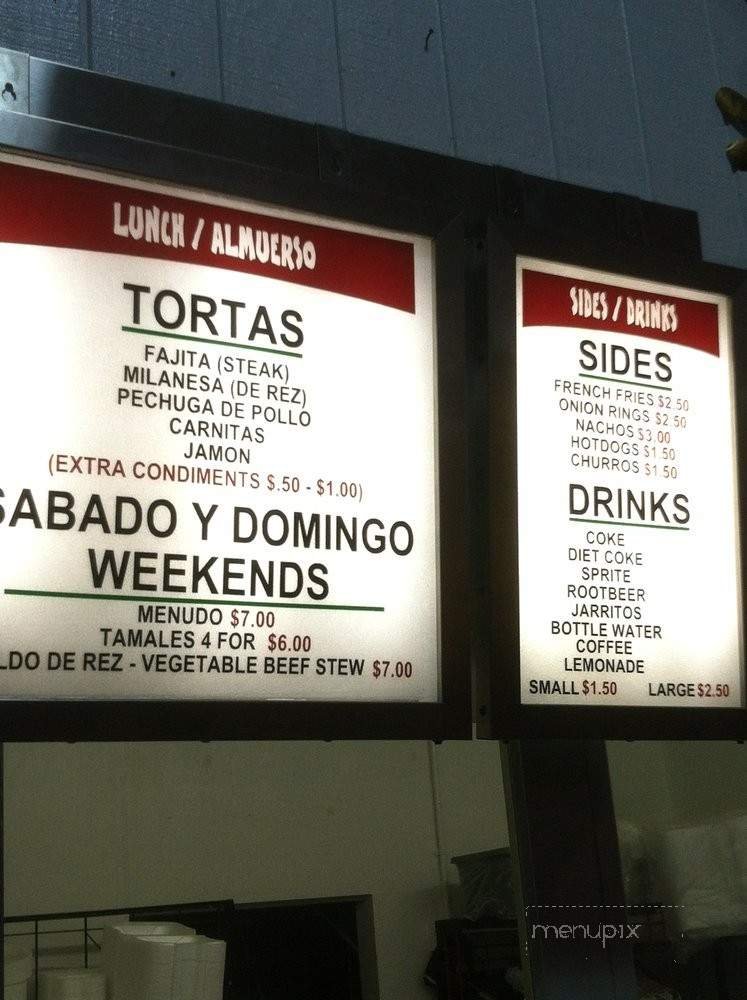 LUNCH / ALMUERSO
TORTAS
FAJITA (STEAK)
MILANESA (DE REZ)
PECHUGA DE POLLO
CARNITAS
JAMON
(EXTRA CONDIMENTS $.50 - $1.00)
SABADO Y DOMINGO
WEEKENDS
MENUDO $7.00
TAMALES 4 FOR $6.00
LDO DE REZ - VEGETABLE BEEF STEW $7.00
SIDES / DRINKS
SIDES
FRENCH FRIES $2.50
ONION RINGS $2.50
NACHOS $3.00
HOTDOGS $1.50
CHURROS $1.50
DRINKS
COKE
DIET COKE
SPRITE
ROOTBEER
JARRITOS
BOTTLE WATER
COFFEE
LEMONADE
SMALL $1.50 LARGE $2.50
menupix